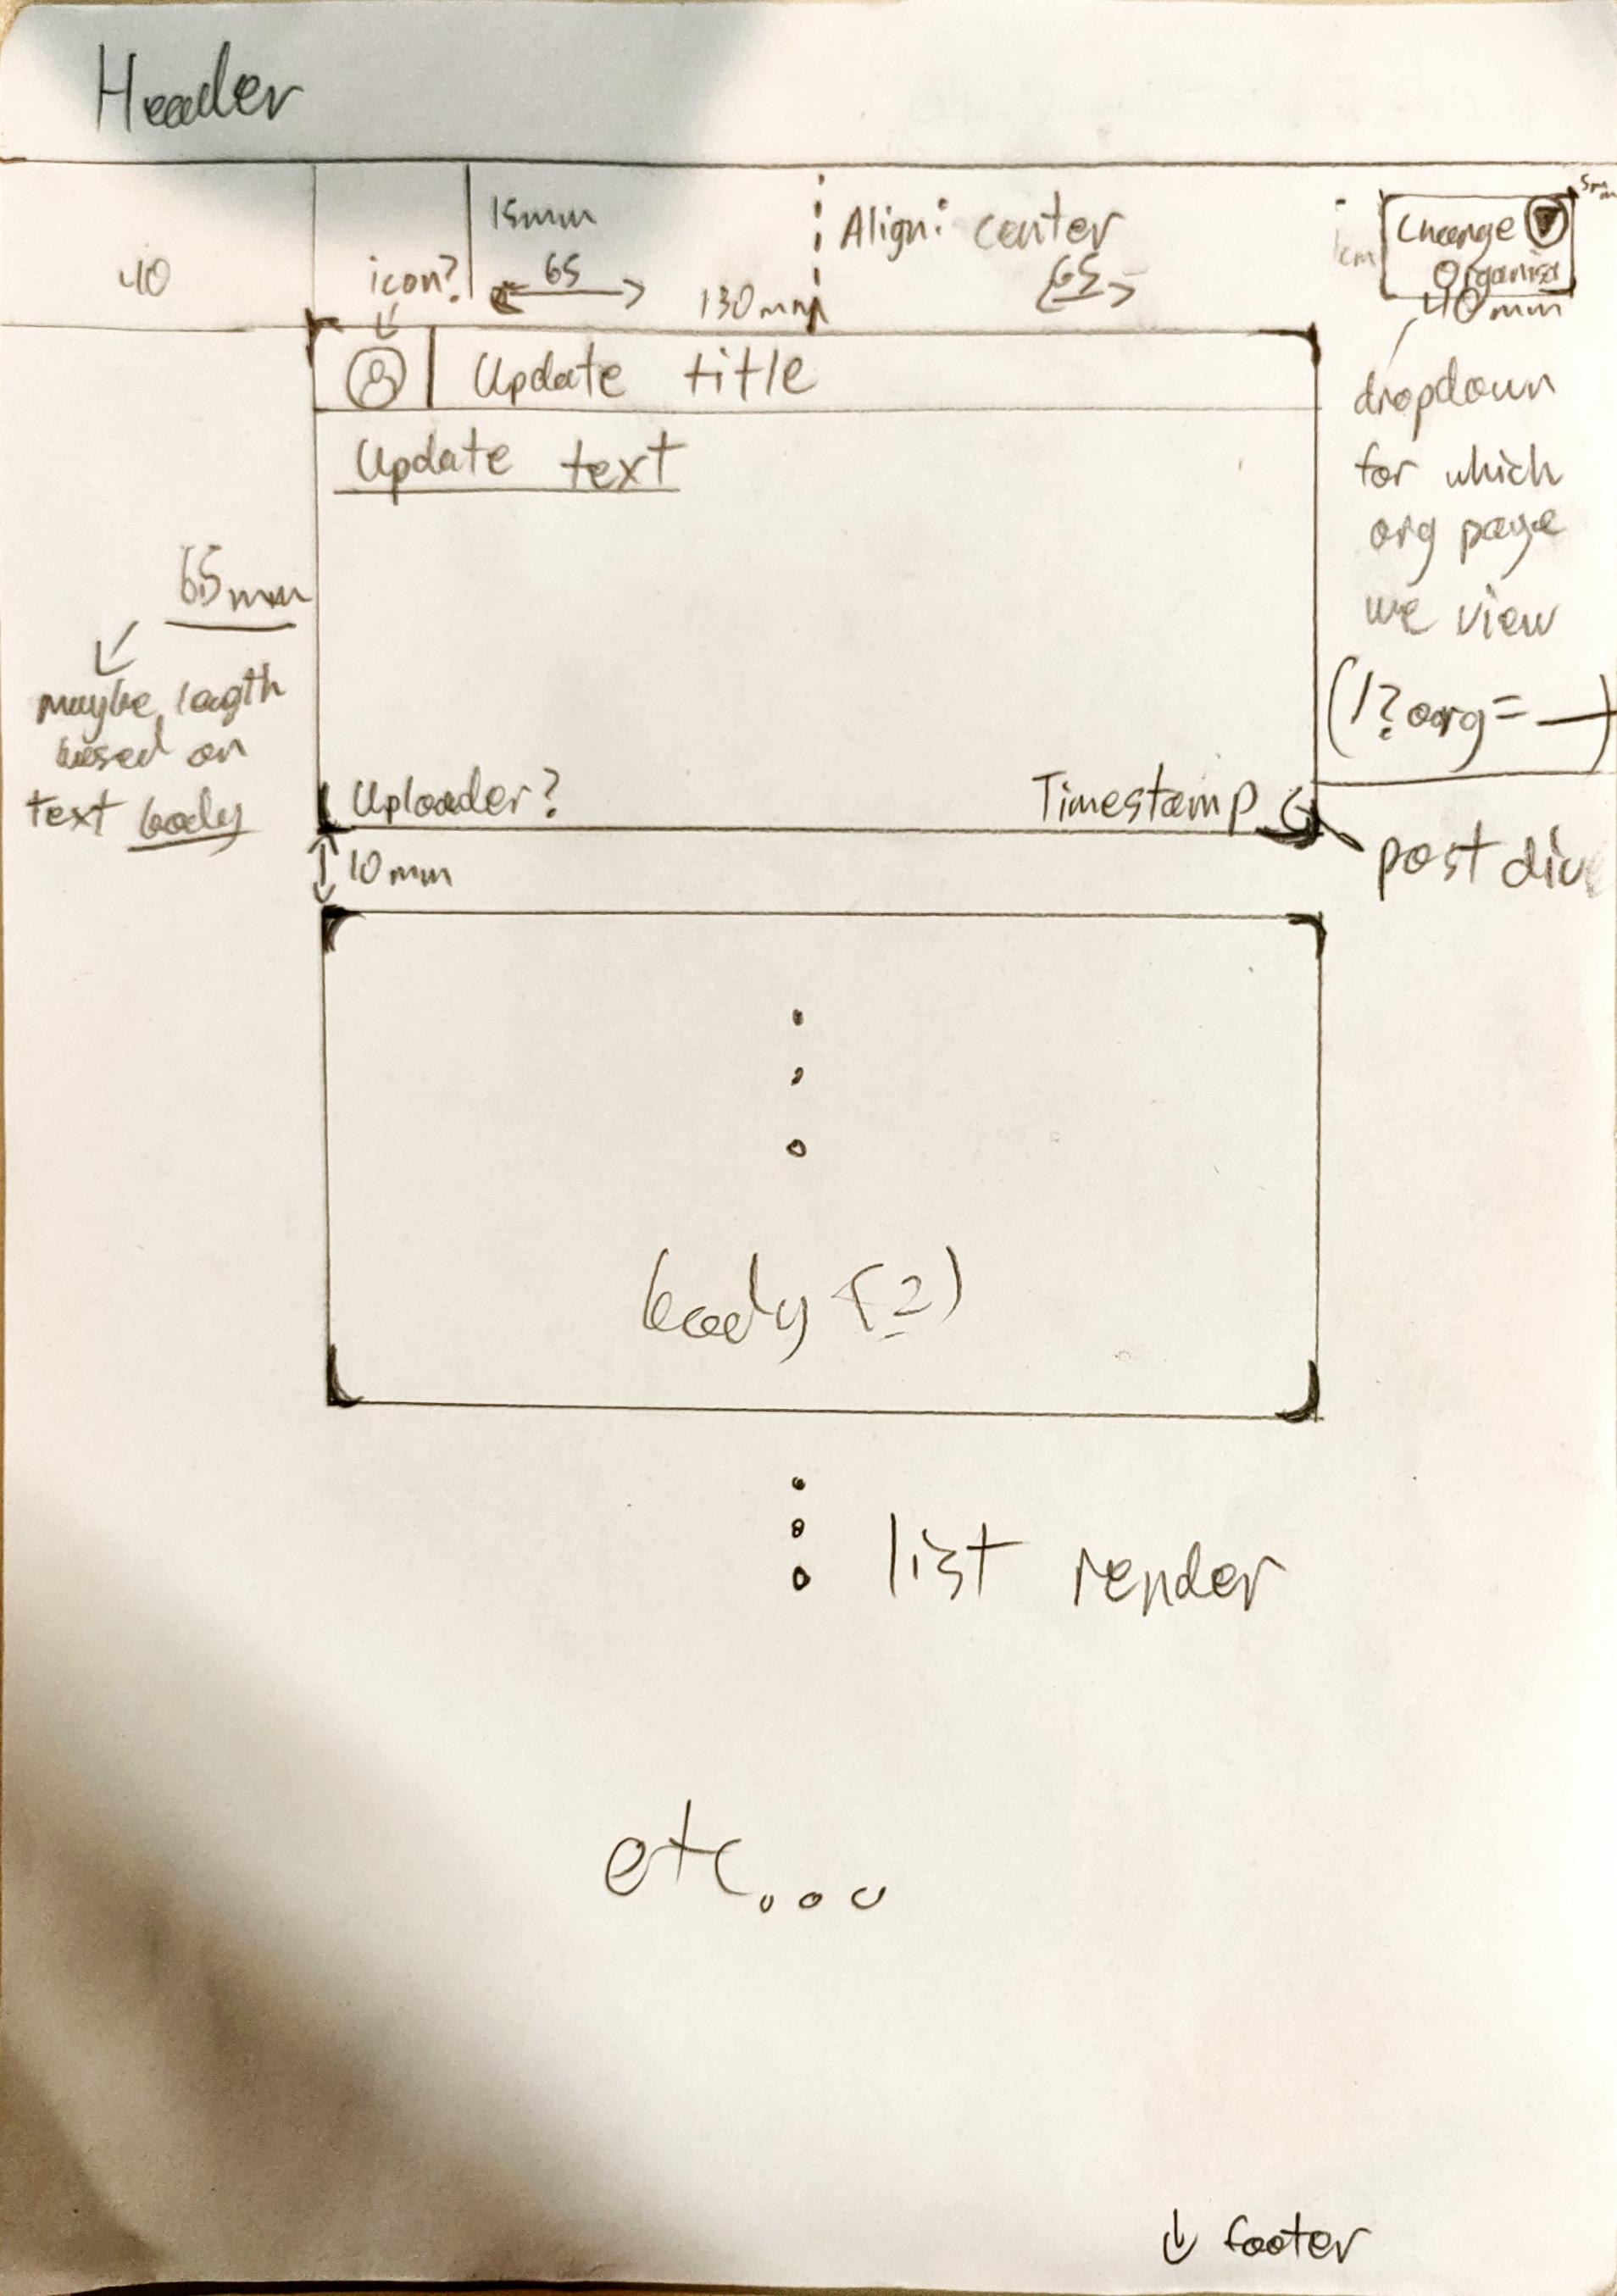 Header
40
icon?
15mm
65
130mm
Align: center
65
1cm
5mm
Change
Organisa
40mm
Update title
Update text
dropdown
for which
org page
we view
(/?org=__)
65mm
maybe length
based on
text body
Uploader?
Timestamp
post div
10mm
body (2)
list render
etc...
footer